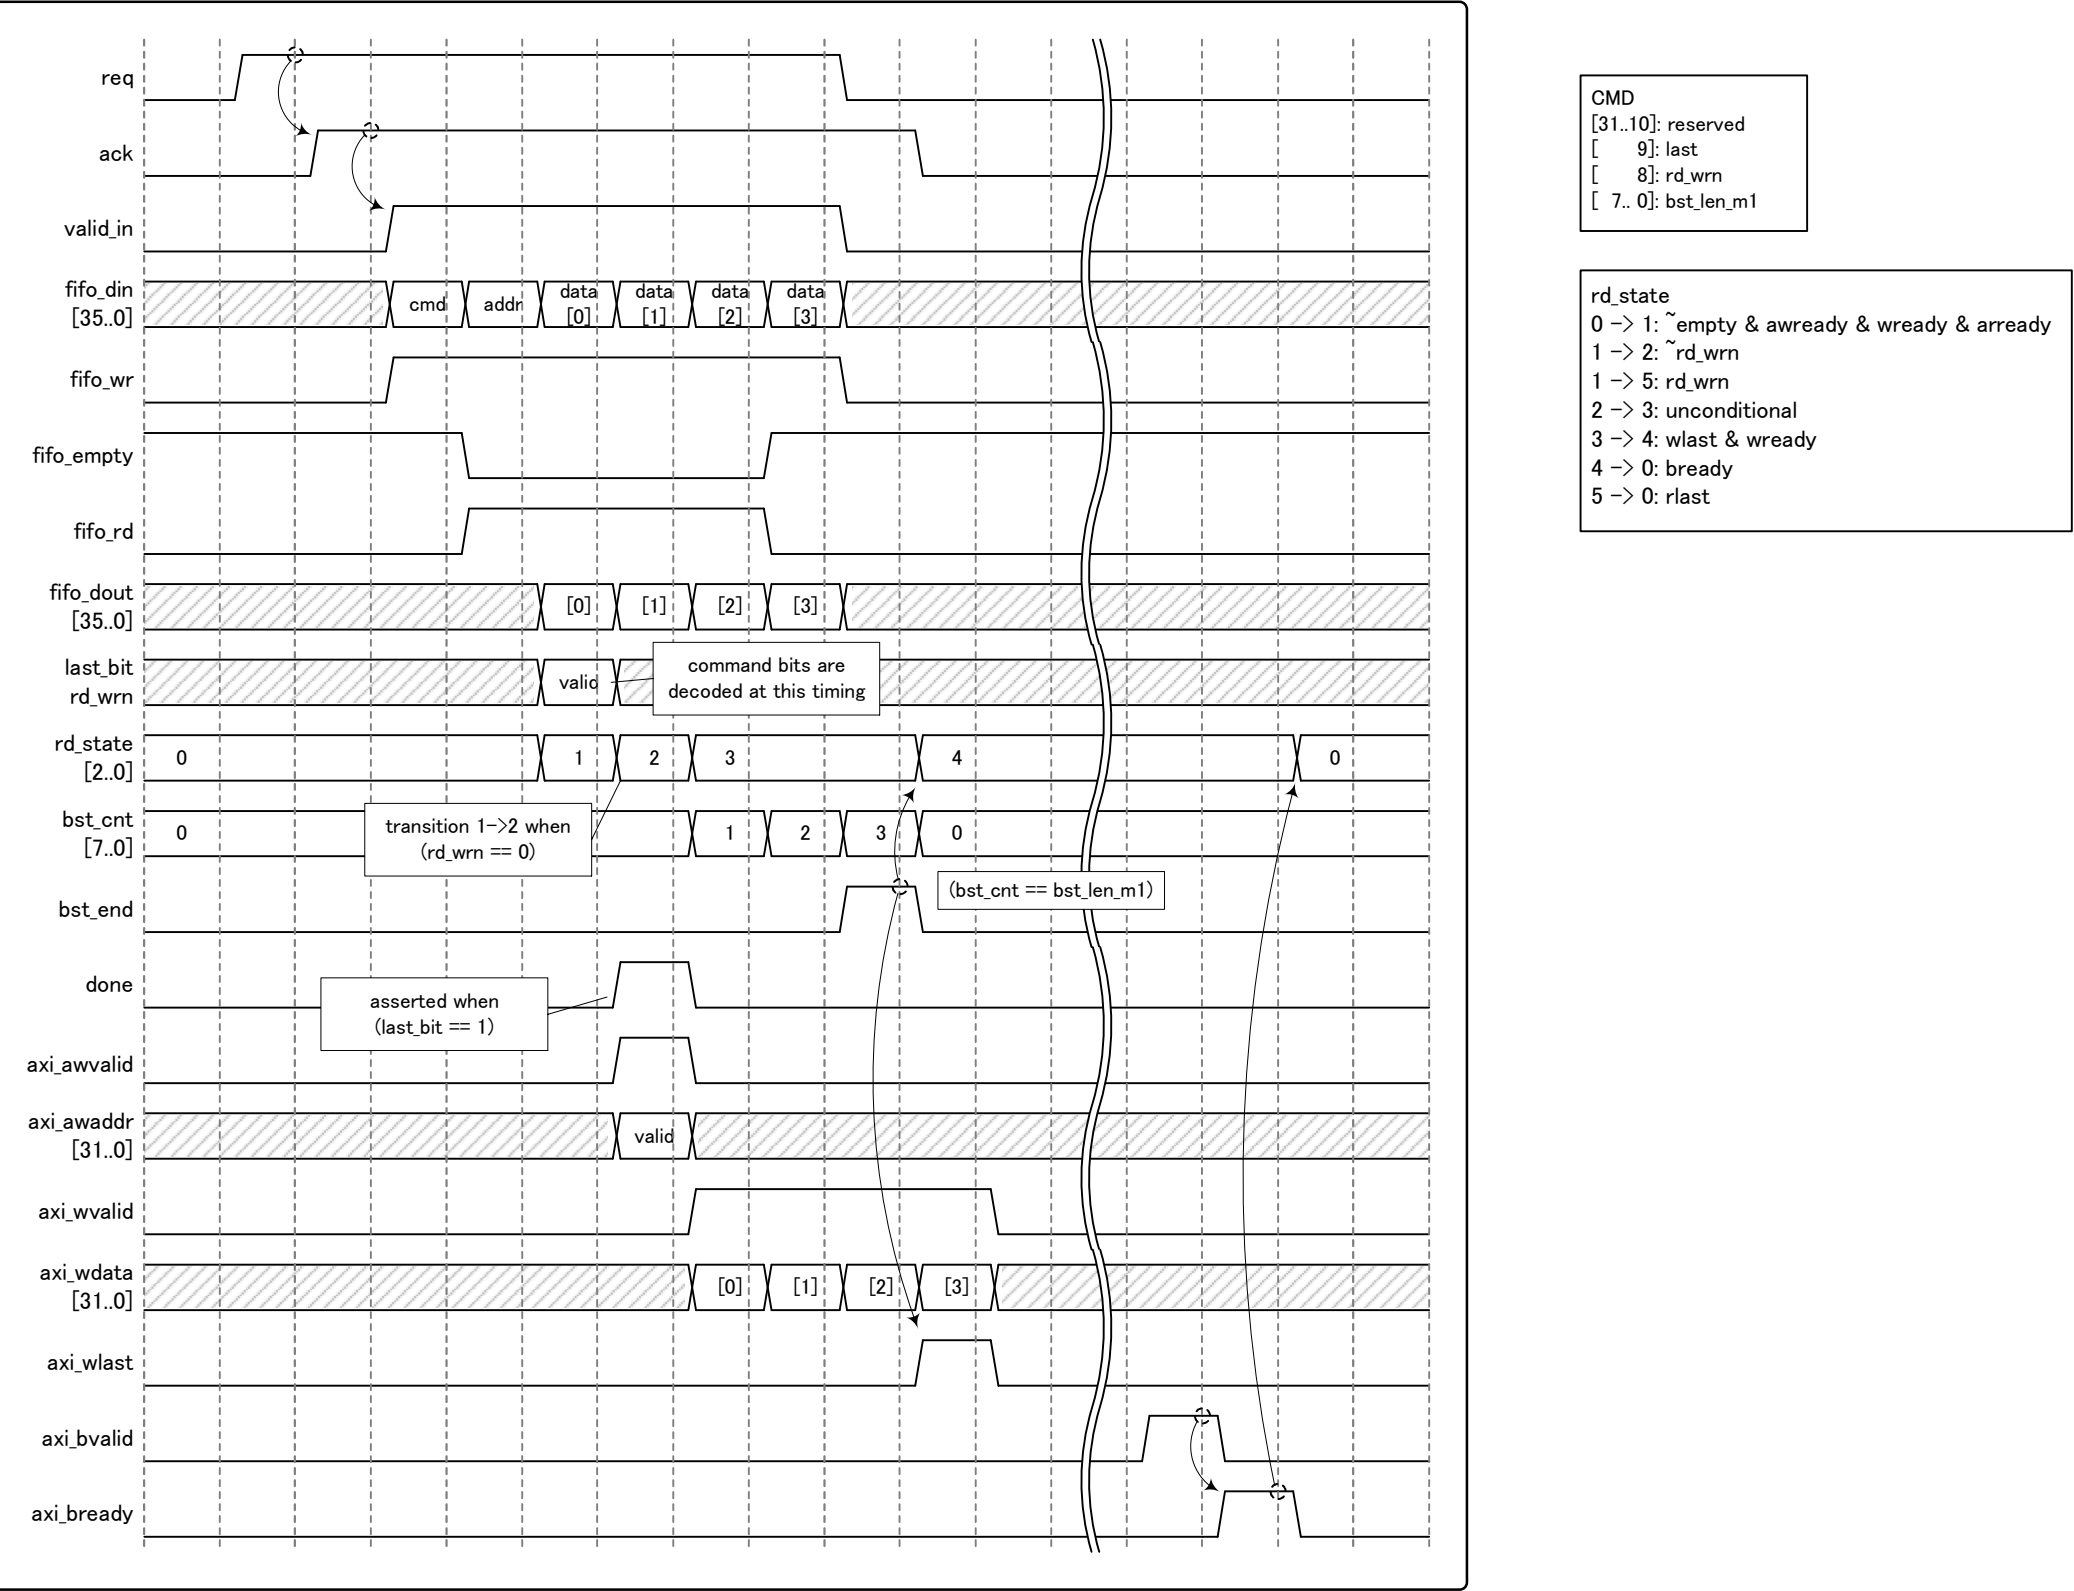 req
ack
valid_in
fifo_din
[35..0]
cmd
addr
data
[0]
data
[1]
data
[2]
data
[3]
fifo_wr
fifo_empty
fifo_rd
fifo_dout
[35..0]
[0]
[1]
[2]
[3]
last_bit
rd_wrn
valid
command bits are
decoded at this timing
rd_state
[2..0]
0
1
2
3
4
0
bst_cnt
[7..0]
0
transition 1->2 when
(rd_wrn == 0)
1
2
3
0
bst_end
(bst_cnt == bst_len_m1)
done
asserted when
(last_bit == 1)
axi_awvalid
axi_awaddr
[31..0]
valid
axi_wvalid
axi_wdata
[31..0]
[0]
[1]
[2]
[3]
axi_wlast
axi_bvalid
axi_bready
CMD
[31..10]: reserved
[ 9]: last
[ 8]: rd_wrn
[ 7.. 0]: bst_len_m1
rd_state
0 -> 1: ~empty & awready & wready & arready
1 -> 2: ~rd_wrn
1 -> 5: rd_wrn
2 -> 3: unconditional
3 -> 4: wlast & wready
4 -> 0: bready
5 -> 0: rlast